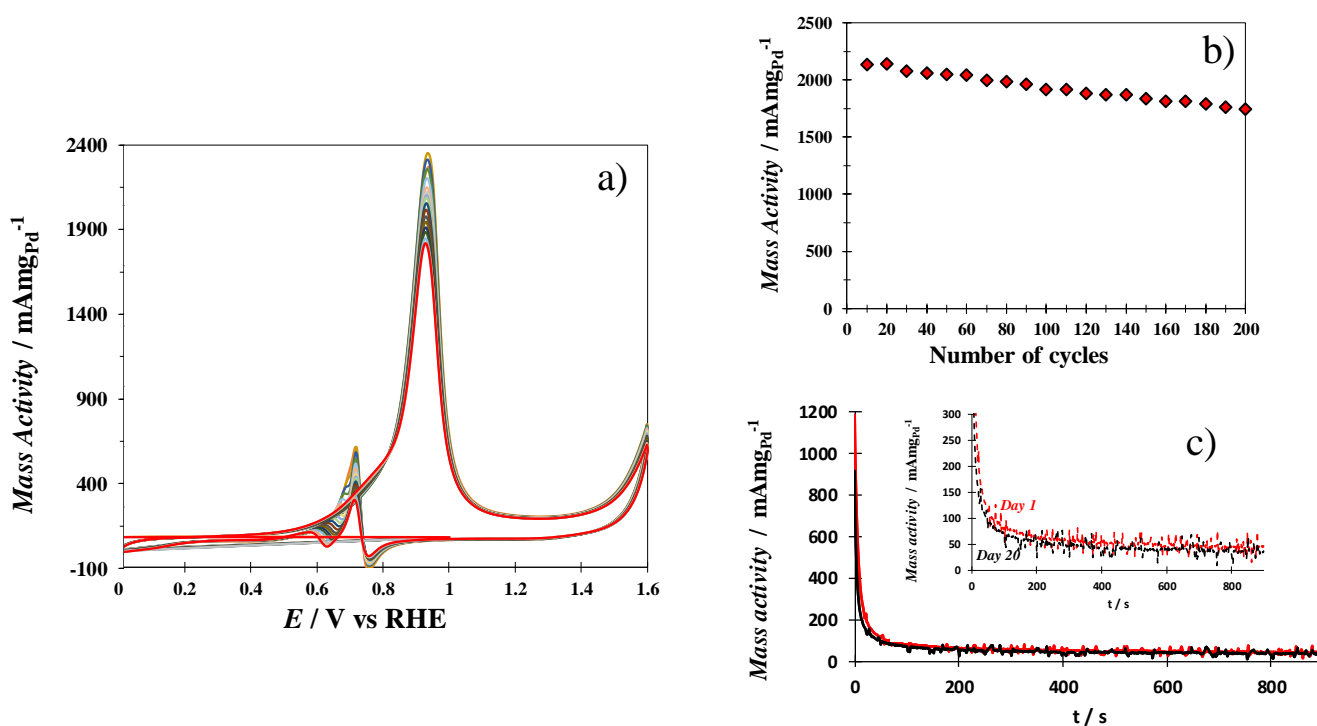 a)
Mass Activity / mAmgPd-1
2400
1900
1400
900
400
-100
0 0.2 0.4 0.6 0.8 1 1.2 1.4 1.6
E / V vs RHE
b)
Mass Activity / mAmgPd-1
2500
2000
1500
1000
500
0
0 20 40 60 80 100 120 140 160 180 200
Number of cycles
c)
Mass activity / mAmgPd-1
1200
1000
800
600
400
200
0
0 200 400 600 800
t / s
Mass activity / mAmgPd-1
300
250
200
150
100
50
0
Day 1
Day 20
0 200 400 600 800
t / s